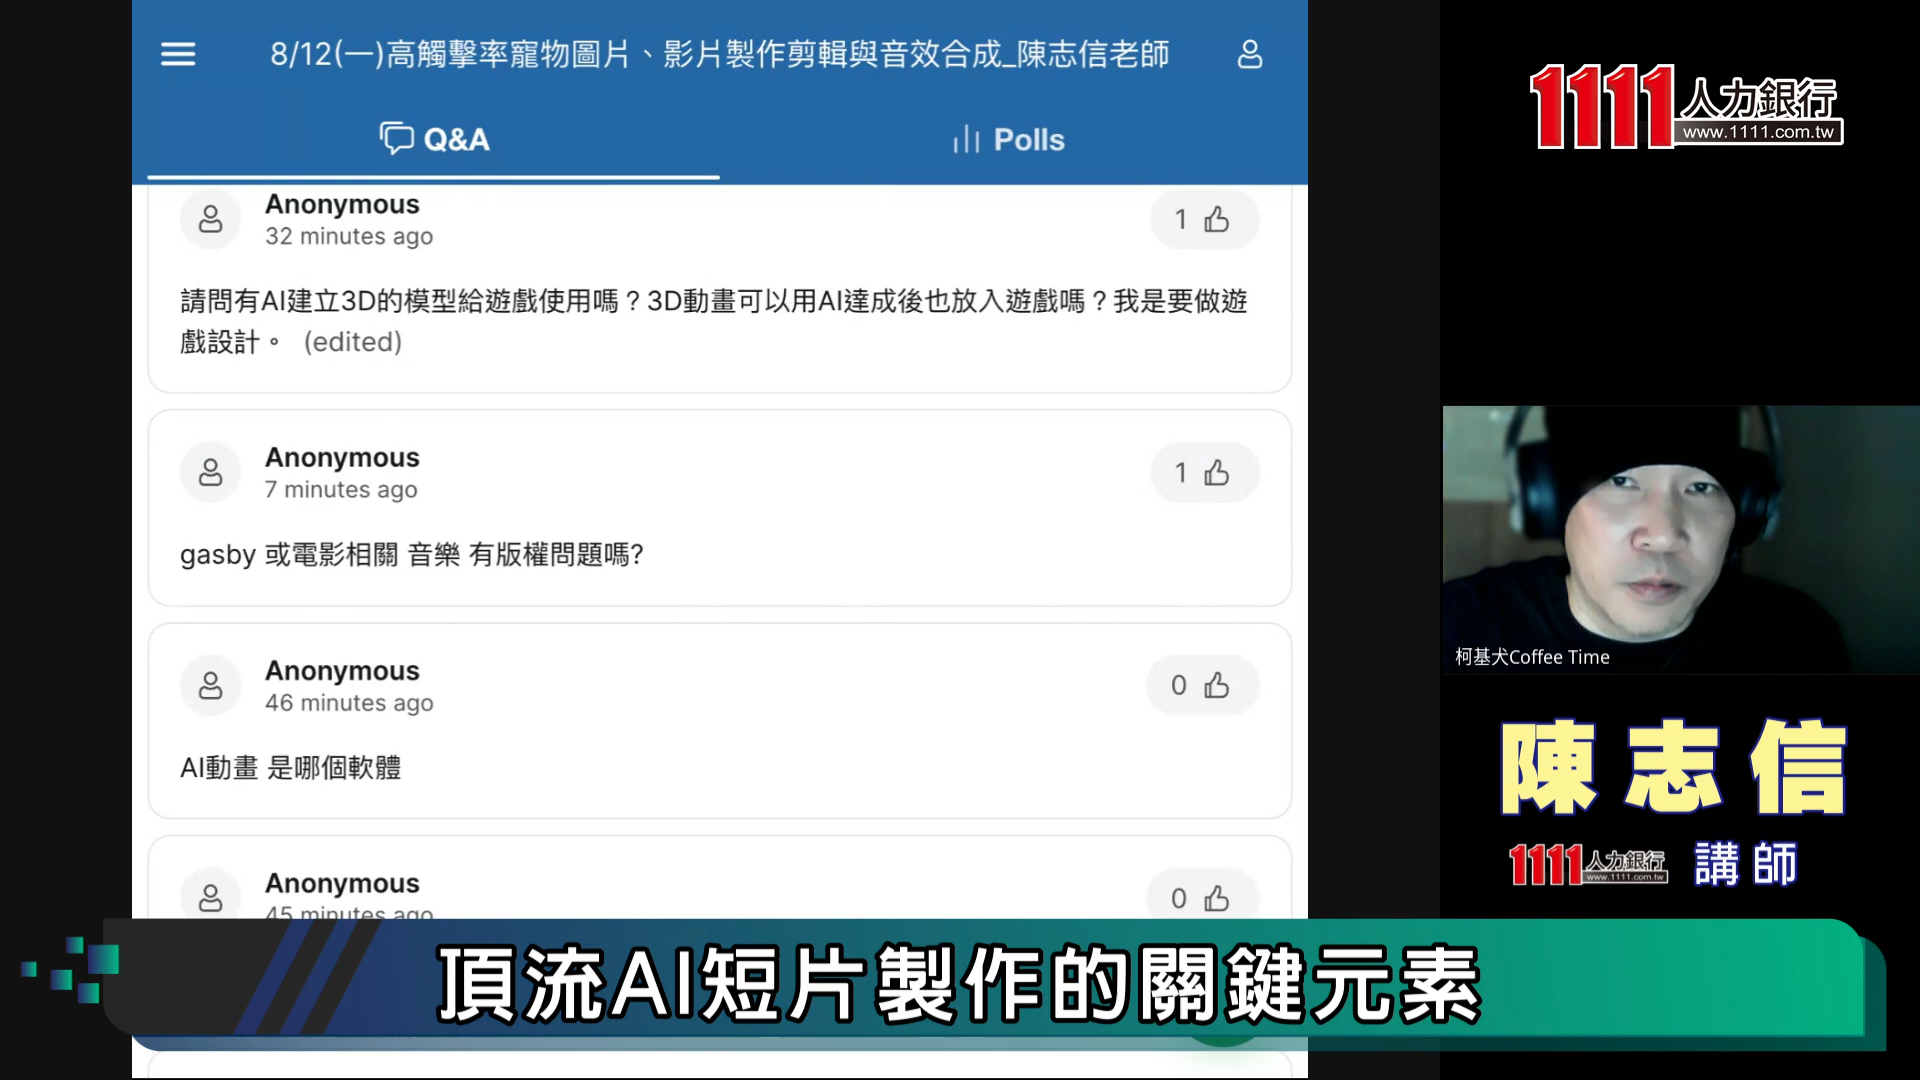 8/12(一)高觸擊率寵物圖片、影片製作剪輯與音效合成_陳志信老師
Q&A
Polls
Anonymous
32 minutes ago
1
請問有AI建立3D的模型給遊戲使用嗎？3D動畫可以用AI達成後也放入遊戲嗎？我是要做遊
戲設計。 (edited)
Anonymous
7 minutes ago
1
gasby 或電影相關 音樂 有版權問題嗎?
Anonymous
46 minutes ago
0
AI動畫 是哪個軟體
Anonymous
45 minutes ago
0
1111人力銀行
www.1111.com.tw
柯基犬Coffee Time
陳志信
1111人力銀行
www.1111.com.tw
講師
頂流AI短片製作的關鍵元素